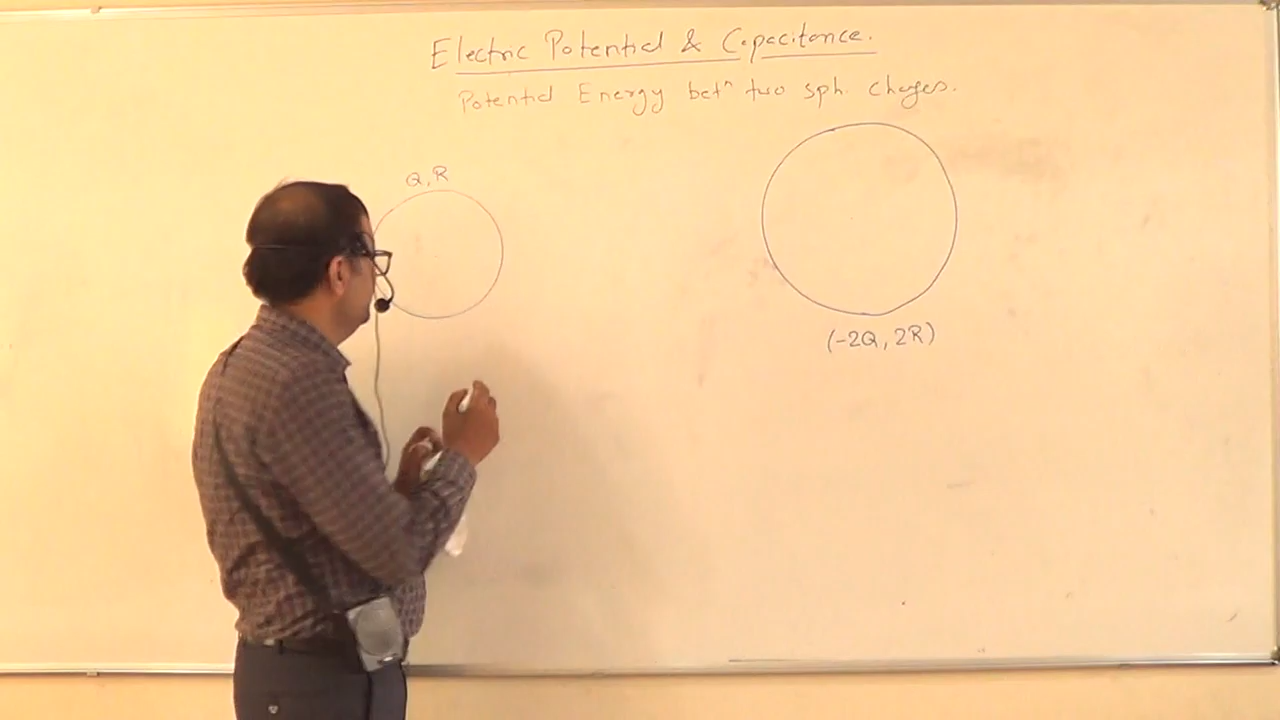 Electric Potential & Capacitance.
Potential Energy betⁿ two sph. charges.
Q, R
(-2Q, 2R)